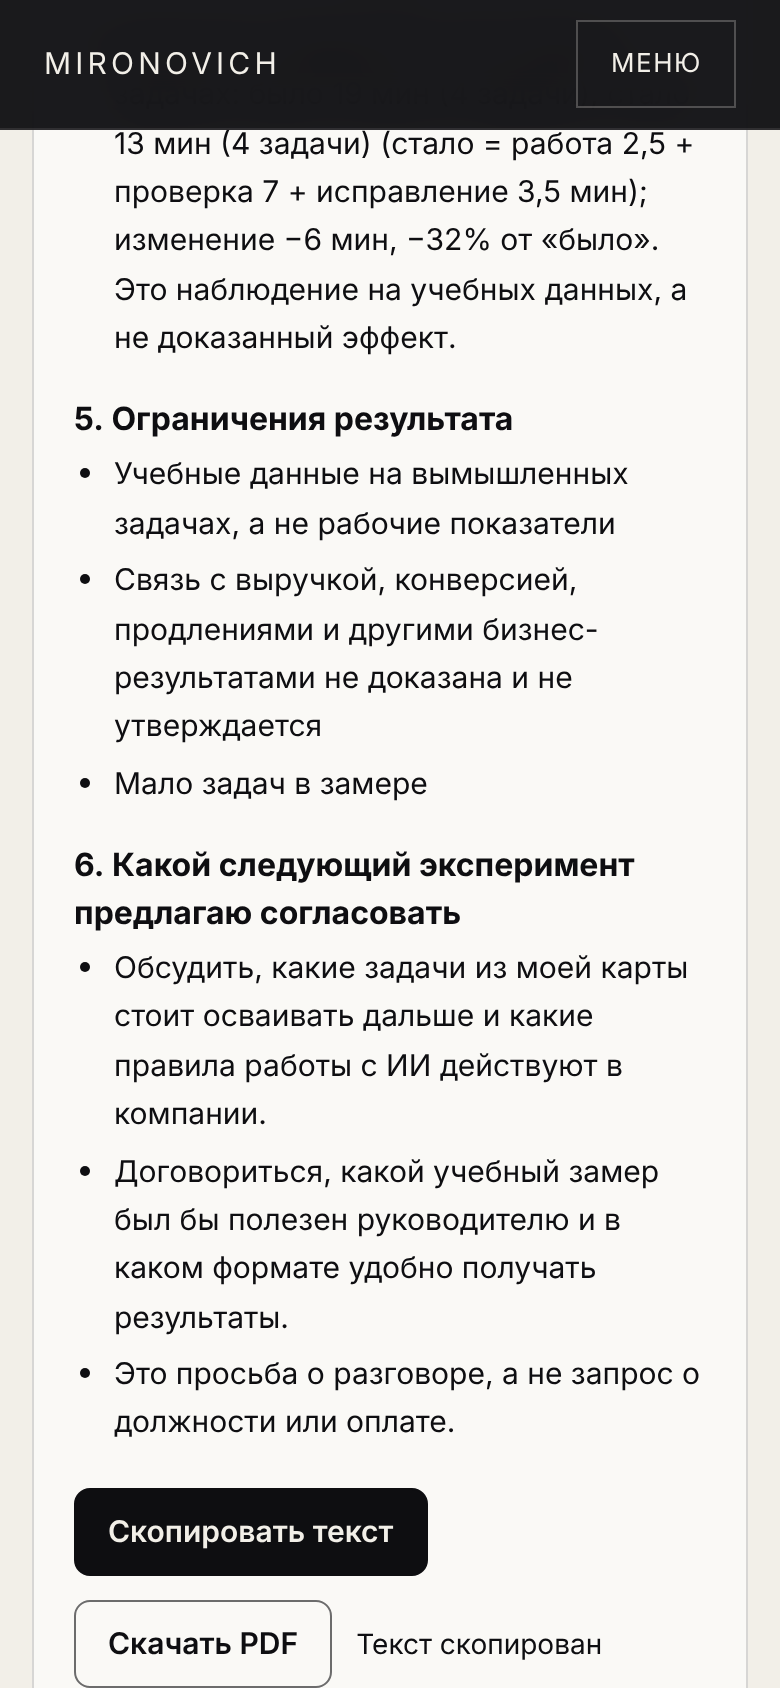 MIRONOVICH
МЕНЮ
13 мин (4 задачи) (стало = работа 2,5 +
проверка 7 + исправление 3,5 мин);
изменение −6 мин, −32% от «было».
Это наблюдение на учебных данных, а
не доказанный эффект.
5. Ограничения результата
• Учебные данные на вымышленных
задачах, а не рабочие показатели
• Связь с выручкой, конверсией,
продлениями и другими бизнес-
результатами не доказана и не
утверждается
• Мало задач в замере
6. Какой следующий эксперимент
предлагаю согласовать
• Обсудить, какие задачи из моей карты
стоит осваивать дальше и какие
правила работы с ИИ действуют в
компании.
• Договориться, какой учебный замер
был бы полезен руководителю и в
каком формате удобно получать
результаты.
• Это просьба о разговоре, а не запрос о
должности или оплате.
Скопировать текст
Скачать PDF
Текст скопирован